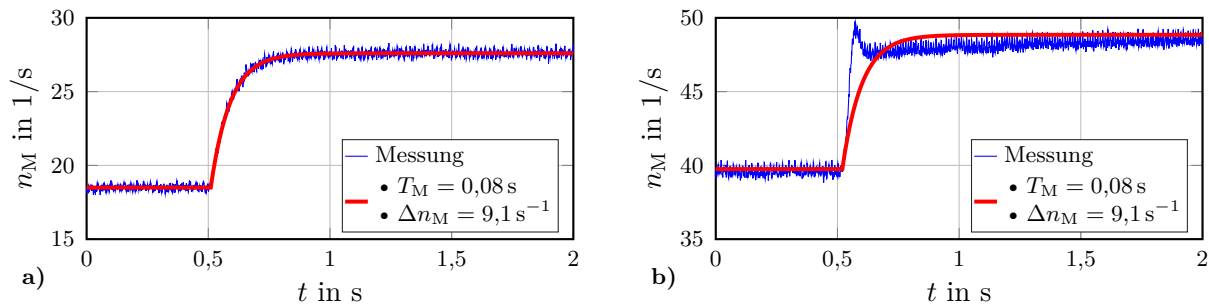 30
25
20
15
n_M in 1/s
0
0,5
1
1,5
2
t in s
Messung
• T_M = 0,08 s
• Δn_M = 9,1 s⁻¹
a)
50
45
40
35
n_M in 1/s
0
0,5
1
1,5
2
t in s
Messung
• T_M = 0,08 s
• Δn_M = 9,1 s⁻¹
b)